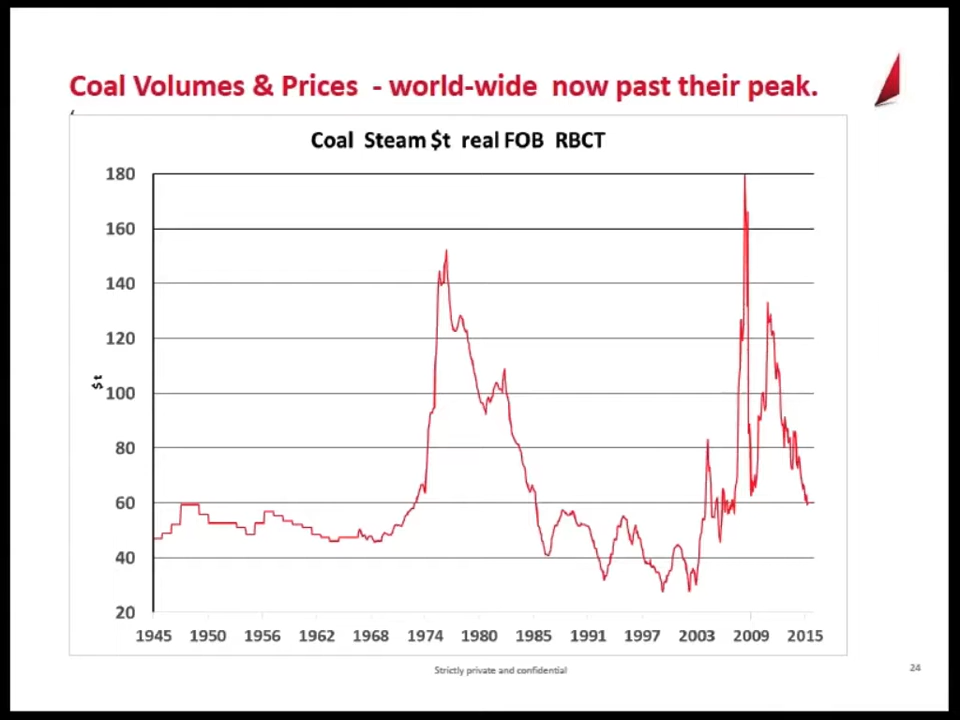 Coal Volumes & Prices - world-wide now past their peak.
Coal Steam $t real FOB RBCT
180
160
140
120
100
80
60
40
20
$t
1945 1950 1956 1962 1968 1974 1980 1985 1991 1997 2003 2009 2015
Strictly private and confidential
24